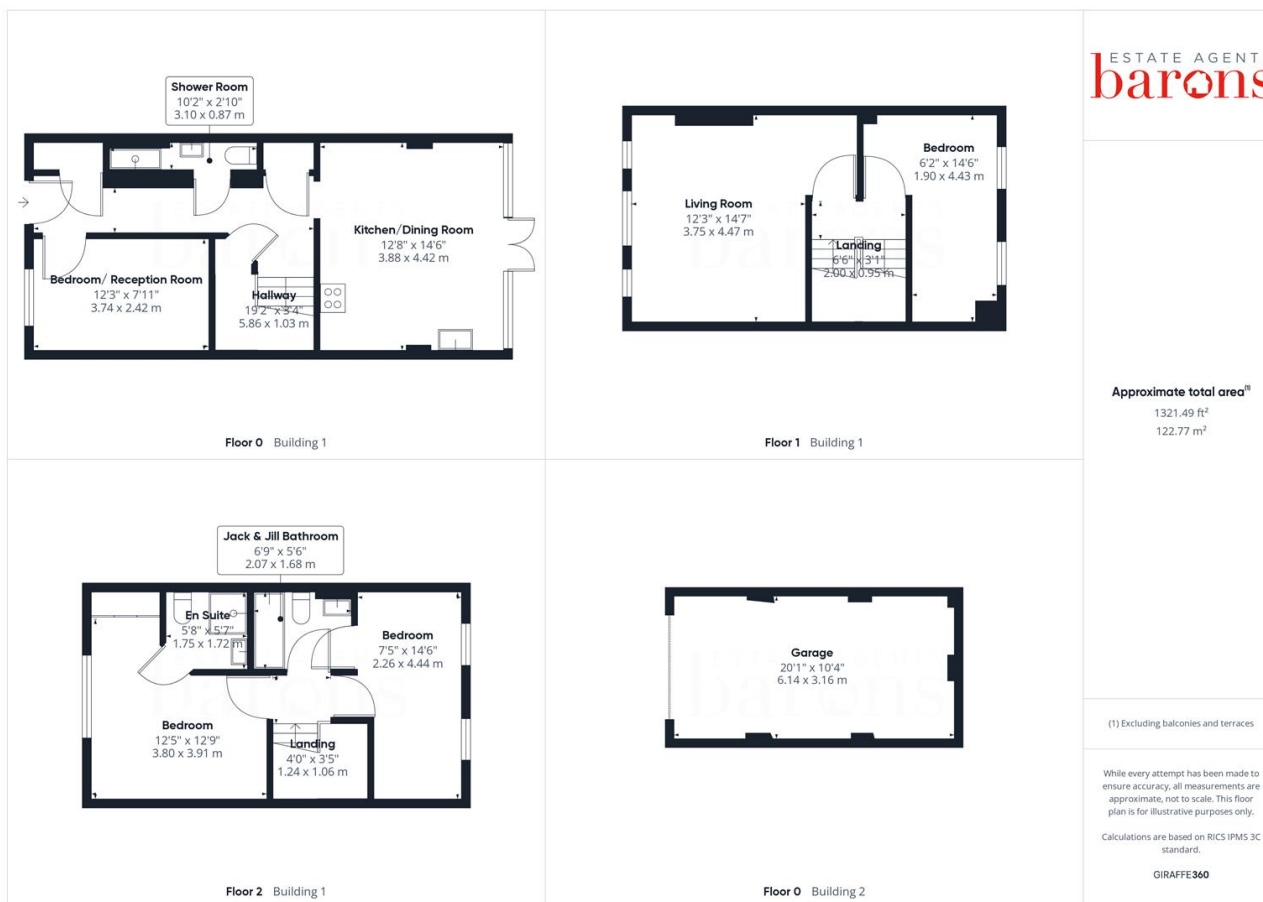 Shower Room
10'2" x 2'10"
3.10 x 0.87 m
Kitchen/Dining Room
12'8" x 14'6"
3.88 x 4.42 m
Bedroom/ Reception Room
12'3" x 7'11"
3.74 x 2.42 m
Hallway
19'2" x 3'4"
5.86 x 1.03 m
Floor 0 Building 1
Bedroom
6'2" x 14'6"
1.90 x 4.43 m
Living Room
12'3" x 14'7"
3.75 x 4.47 m
Landing
6'6" x 3'1"
2.00 x 0.95 m
Floor 1 Building 1
ESTATE AGENT
barons
Approximate total area(1)
1321.49 ft²
122.77 m²
Jack & Jill Bathroom
6'9" x 5'6"
2.07 x 1.68 m
En Suite
5'8" x 5'7"
1.75 x 1.72 m
Bedroom
7'5" x 14'6"
2.26 x 4.44 m
Bedroom
12'5" x 12'9"
3.80 x 3.91 m
Landing
4'0" x 3'5"
1.24 x 1.06 m
Floor 2 Building 1
Garage
20'1" x 10'4"
6.14 x 3.16 m
Floor 0 Building 2
(1) Excluding balconies and terraces
While every attempt has been made to
ensure accuracy, all measurements are
approximate, not to scale. This floor
plan is for illustrative purposes only.
Calculations are based on RICS IPMS 3C
standard.
GIRAFFE360